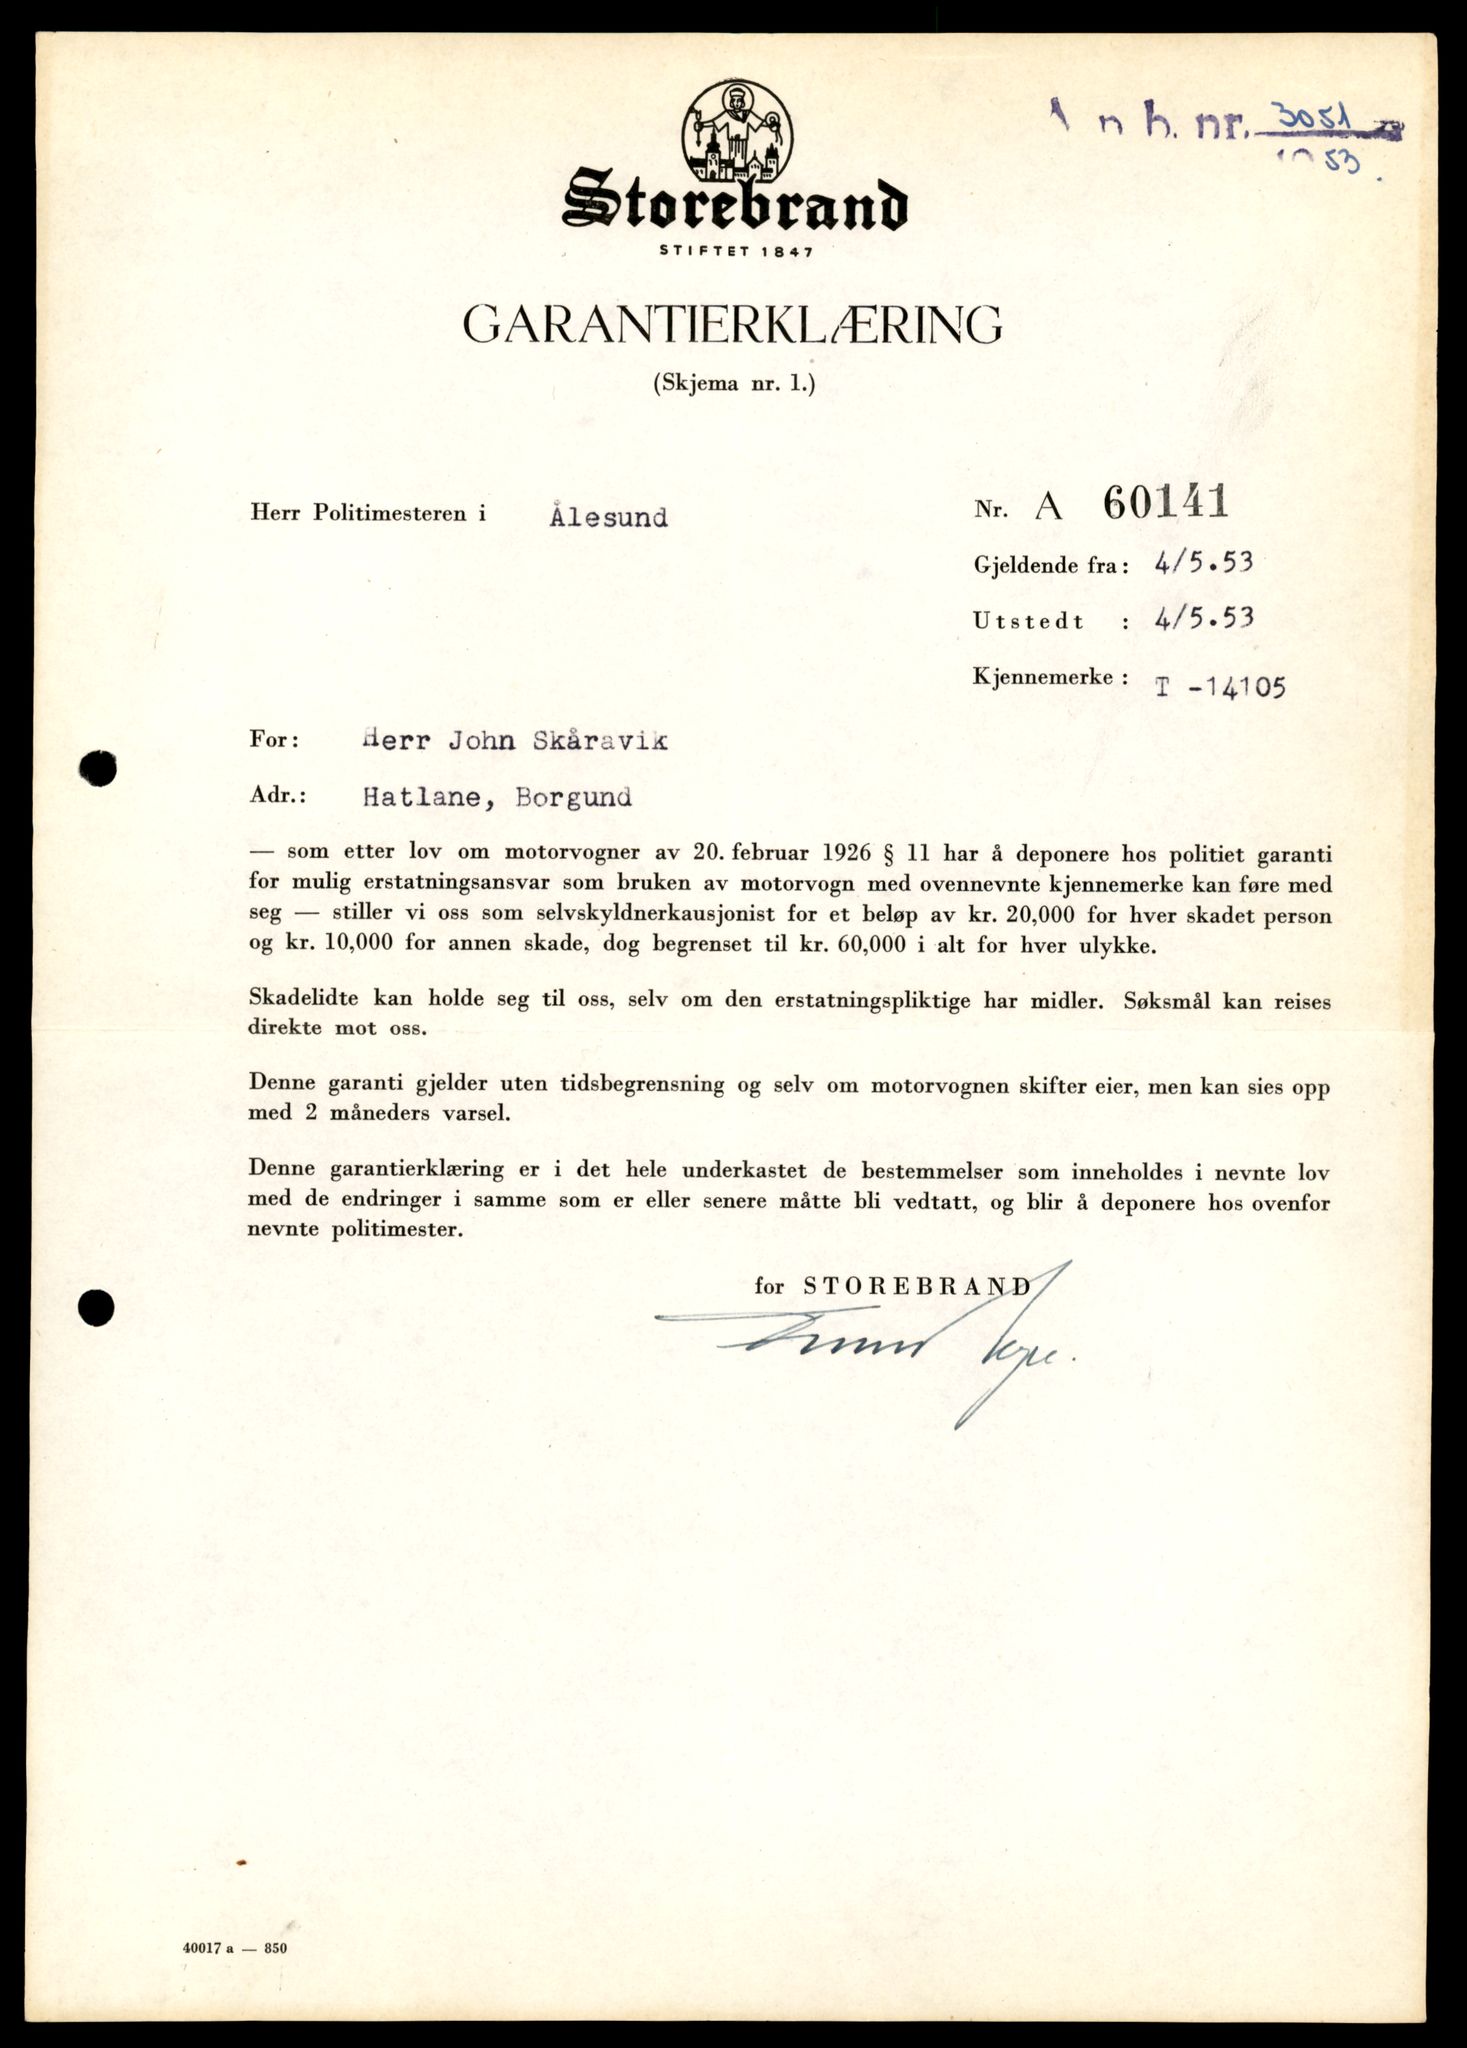 Anh. nr. 3051
1953.
Storebrand
STIFTET 1847
GARANTIERKLÆRING
(Skjema nr. 1.)
Herr Politimesteren i Ålesund
Nr. A 60141
Gjeldende fra: 4/5.53
Utstedt : 4/5.53
Kjennemerke: T -14105
For: Herr John Skåravik
Adr.: Hatlane, Borgund
— som etter lov om motorvogner av 20. februar 1926 § 11 har å deponere hos politiet garanti
for mulig erstatningsansvar som bruken av motorvogn med ovennevnte kjennemerke kan føre med
seg — stiller vi oss som selvskyldnerkausjonist for et beløp av kr. 20,000 for hver skadet person
og kr. 10,000 for annen skade, dog begrenset til kr. 60,000 i alt for hver ulykke.
Skadelidte kan holde seg til oss, selv om den erstatningspliktige har midler. Søksmål kan reises
direkte mot oss.
Denne garanti gjelder uten tidsbegrensning og selv om motorvognen skifter eier, men kan sies opp
med 2 måneders varsel.
Denne garantierklæring er i det hele underkastet de bestemmelser som inneholdes i nevnte lov
med de endringer i samme som er eller senere måtte bli vedtatt, og blir å deponere hos ovenfor
nevnte politimester.
for STOREBRAND
40017 a — 850